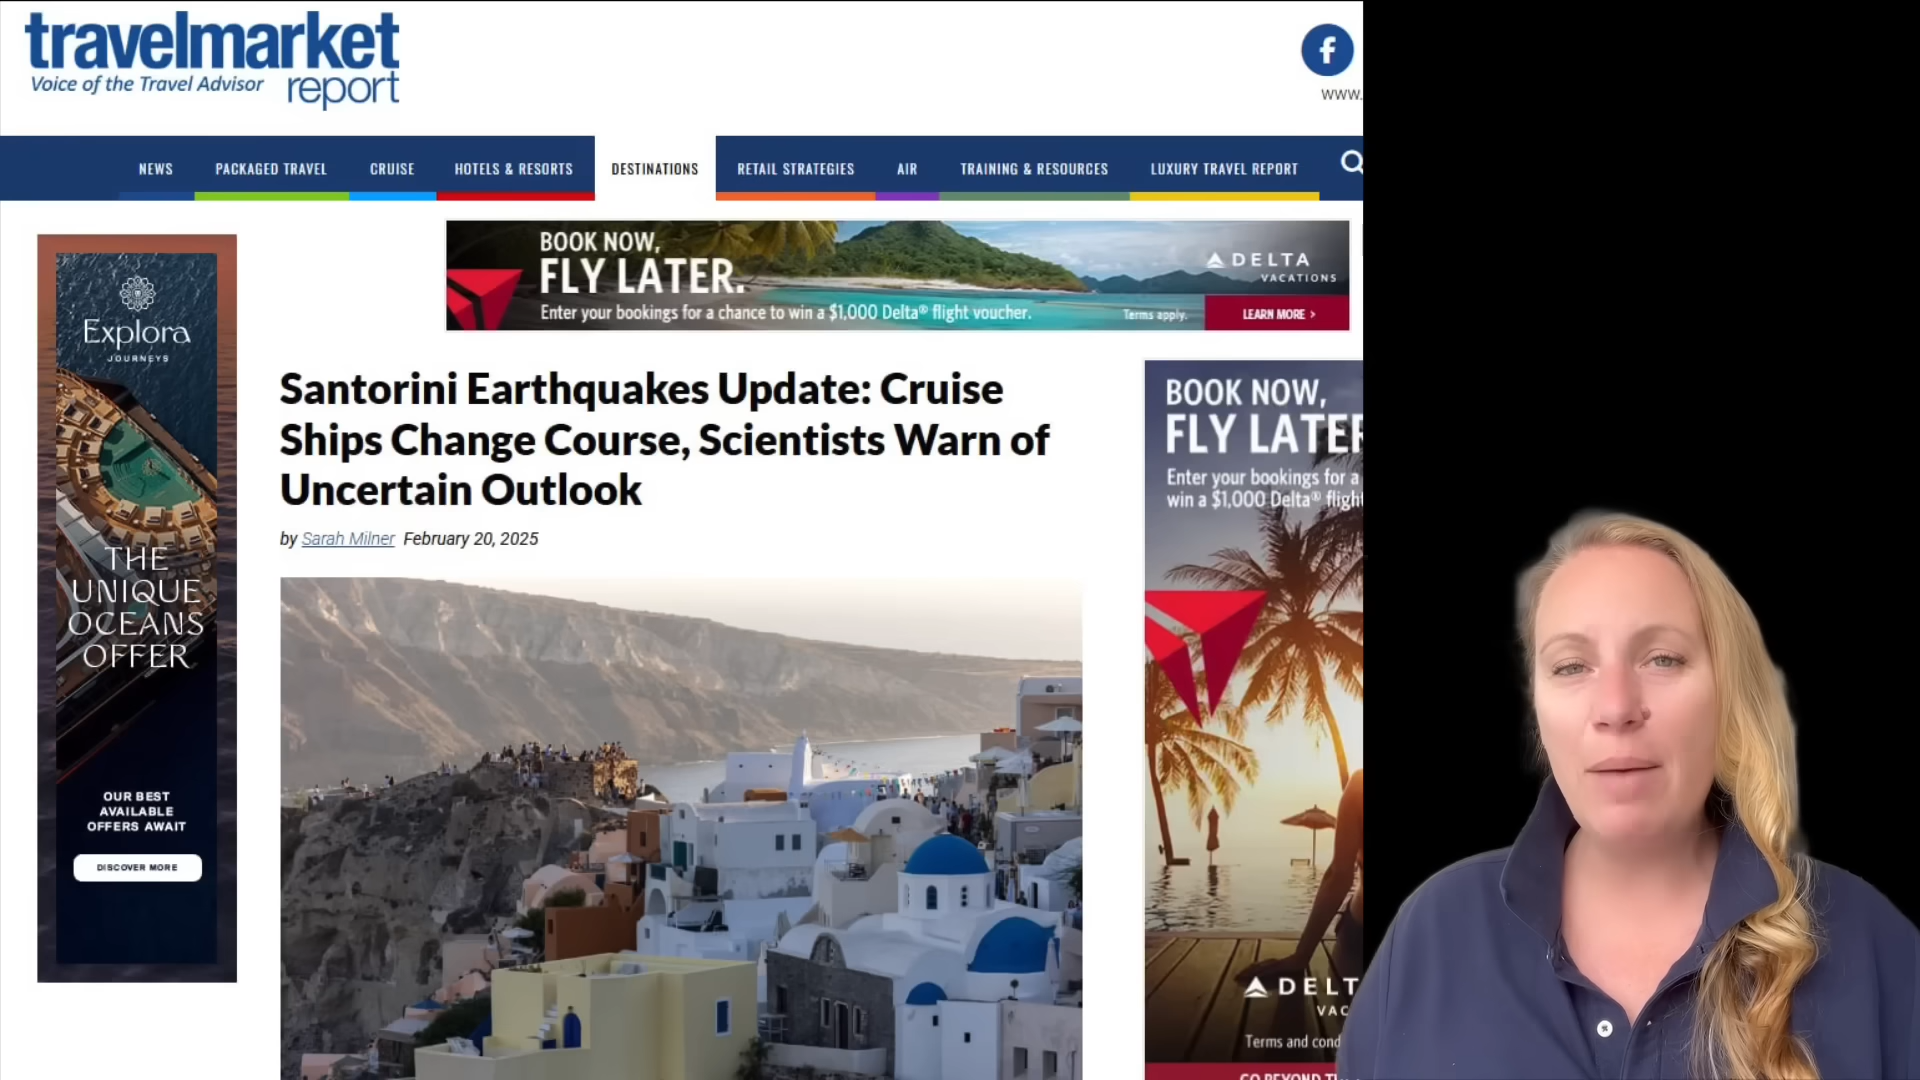 travelmarket
report
Voice of the Travel Advisor
f
www.
NEWS
PACKAGED TRAVEL
CRUISE
HOTELS & RESORTS
DESTINATIONS
RETAIL STRATEGIES
AIR
TRAINING & RESOURCES
LUXURY TRAVEL REPORT
BOOK NOW,
FLY LATER.
Enter your bookings for a chance to win a $1,000 Delta® flight voucher.
Terms apply.
DELTA
VACATIONS
LEARN MORE >
Explora
JOURNEYS
THE
UNIQUE
OCEANS
OFFER
OUR BEST
AVAILABLE
OFFERS AWAIT
DISCOVER MORE
Santorini Earthquakes Update: Cruise
Ships Change Course, Scientists Warn of
Uncertain Outlook
by Sarah Milner February 20, 2025
BOOK NOW,
FLY LATER
Enter your bookings for a
win a $1,000 Delta® flight
DELT
VAC
Terms and cond
GO BEYOND